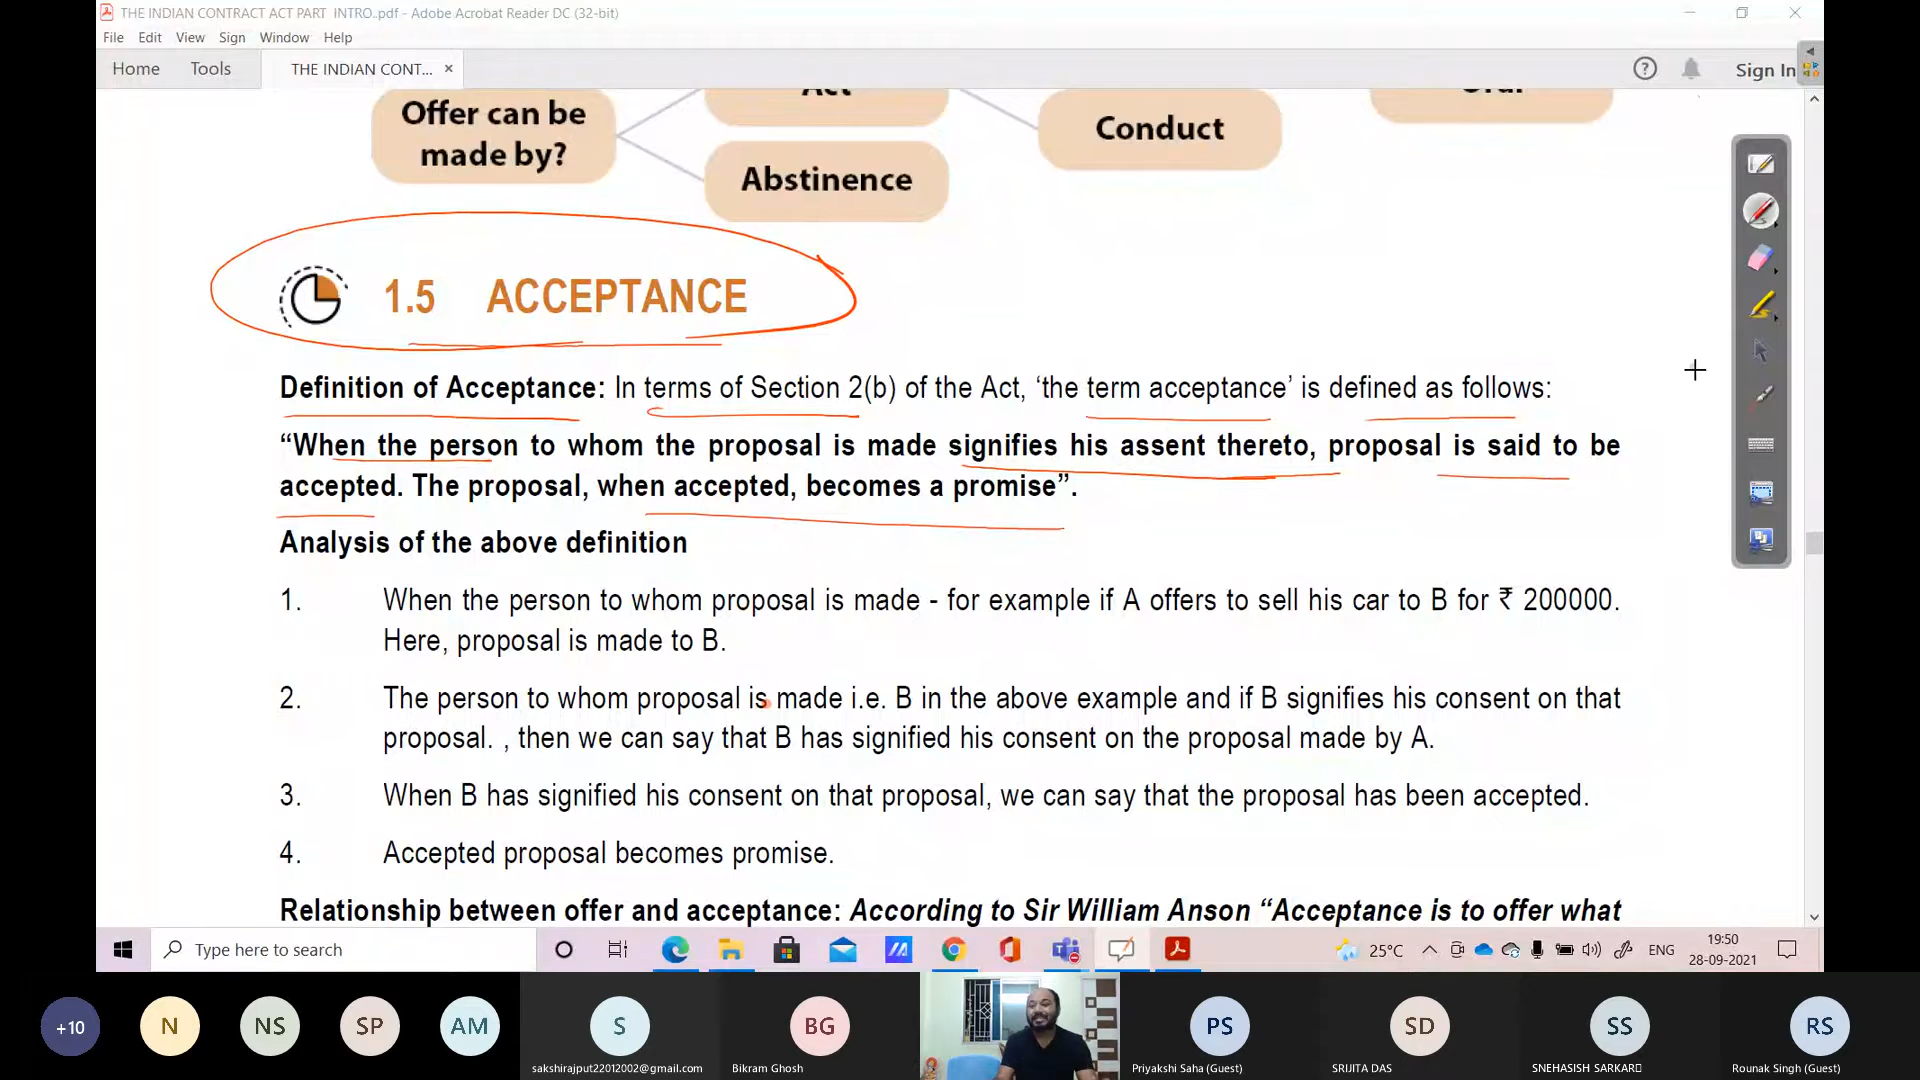 THE INDIAN CONTRACT ACT PART INTRO..pdf - Adobe Acrobat Reader DC (32-bit)
File Edit View Sign Window Help
Home Tools THE INDIAN CONT... × Sign In
Act
Oral
Offer can be
made by?
Conduct
Abstinence
1.5 ACCEPTANCE
Definition of Acceptance: In terms of Section 2(b) of the Act, ‘the term acceptance’ is defined as follows:
“When the person to whom the proposal is made signifies his assent thereto, proposal is said to be
accepted. The proposal, when accepted, becomes a promise”.
Analysis of the above definition
1. When the person to whom proposal is made - for example if A offers to sell his car to B for ₹ 200000.
Here, proposal is made to B.
2. The person to whom proposal is made i.e. B in the above example and if B signifies his consent on that
proposal. , then we can say that B has signified his consent on the proposal made by A.
3. When B has signified his consent on that proposal, we can say that the proposal has been accepted.
4. Accepted proposal becomes promise.
Relationship between offer and acceptance: According to Sir William Anson “Acceptance is to offer what
Type here to search
25°C ENG 19:50
28-09-2021
+10 N NS SP AM S BG PS SD SS RS
sakshirajput22012002@gmail.com Bikram Ghosh Priyakshi Saha (Guest) SRIJITA DAS SNEHASISH SARKAR Rounak Singh (Guest)